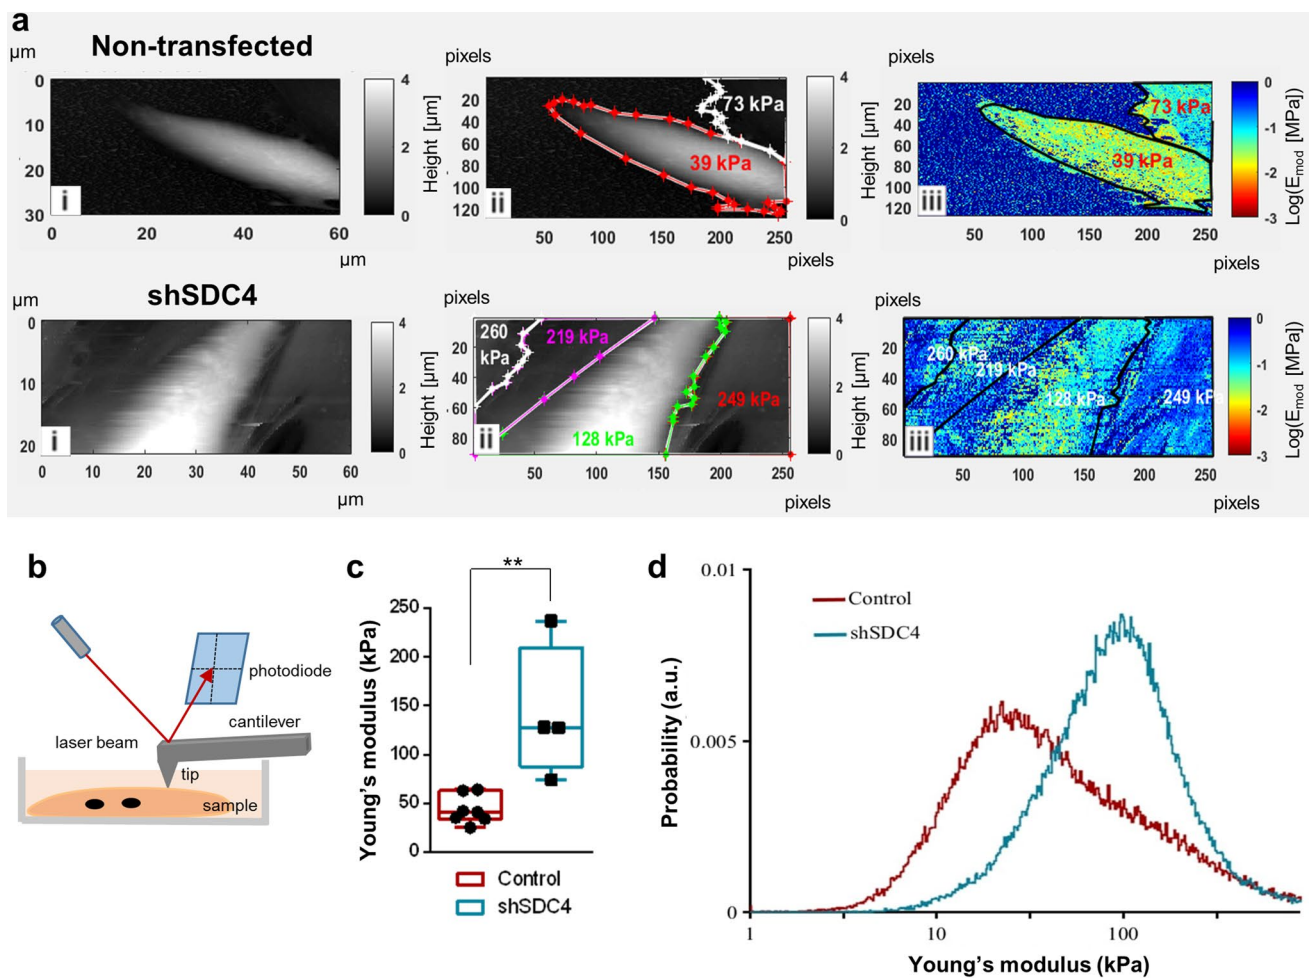 a
Non-transfected
µm
0
10
20
30
0
20
40
60
µm
i
4
2
0
Height [µm]
pixels
20
40
60
80
100
120
50
100
150
200
250
pixels
73 kPa
39 kPa
ii
4
2
0
Height [µm]
pixels
20
40
60
80
100
120
50
100
150
200
250
pixels
73 kPa
39 kPa
iii
0
-1
-2
-3
Log(Emod [MPa])
shSDC4
µm
0
10
20
0
10
20
30
40
50
60
µm
i
4
2
0
Height [µm]
pixels
20
40
60
80
50
100
150
200
250
pixels
260
kPa
219 kPa
128 kPa
249 kPa
ii
4
2
0
Height [µm]
pixels
20
40
60
80
50
100
150
200
250
pixels
260 kPa
219 kPa
128 kPa
249 kPa
iii
0
-1
-2
-3
Log(Emod [MPa])
b
photodiode
cantilever
laser beam
tip
sample
c
**
Young's modulus (kPa)
250
200
150
100
50
0
Control
shSDC4
d
Probability (a.u.)
0.01
0.005
0
Control
shSDC4
1
10
100
Young's modulus (kPa)